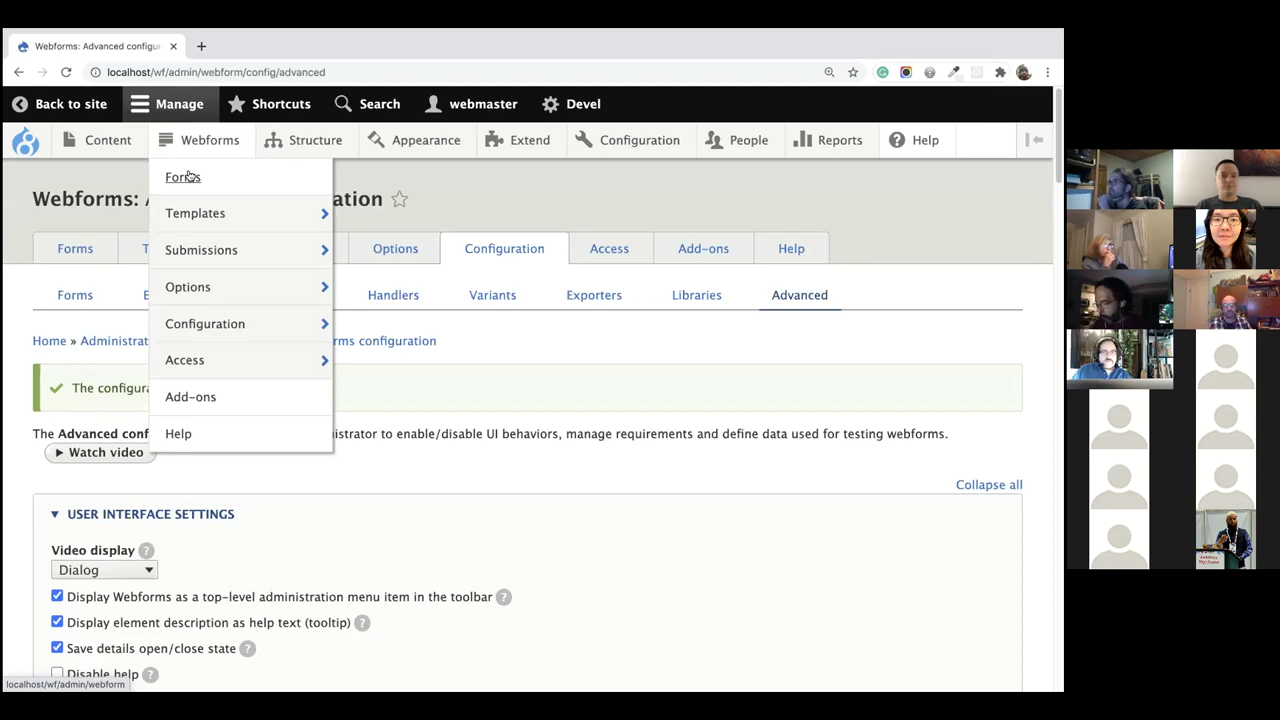 Webforms: Advanced configur
localhost/wf/admin/webform/config/advanced
Back to site Manage Shortcuts Search webmaster Devel
Content Webforms Structure Appearance Extend Configuration People Reports Help
Forms
Webforms: A ation
Templates
Forms T Options Configuration Access Add-ons Help
Submissions
Options
Forms E Handlers Variants Exporters Libraries Advanced
Configuration
Home » Administrat rms configuration
Access
The configura
Add-ons
The Advanced conf istrator to enable/disable UI behaviors, manage requirements and define data used for testing webforms.
Help
Watch video
Collapse all
USER INTERFACE SETTINGS
Video display ?
Dialog
Display Webforms as a top-level administration menu item in the toolbar ?
Display element description as help text (tooltip) ?
Save details open/close state ?
Disable help ?
localhost/wf/admin/webform